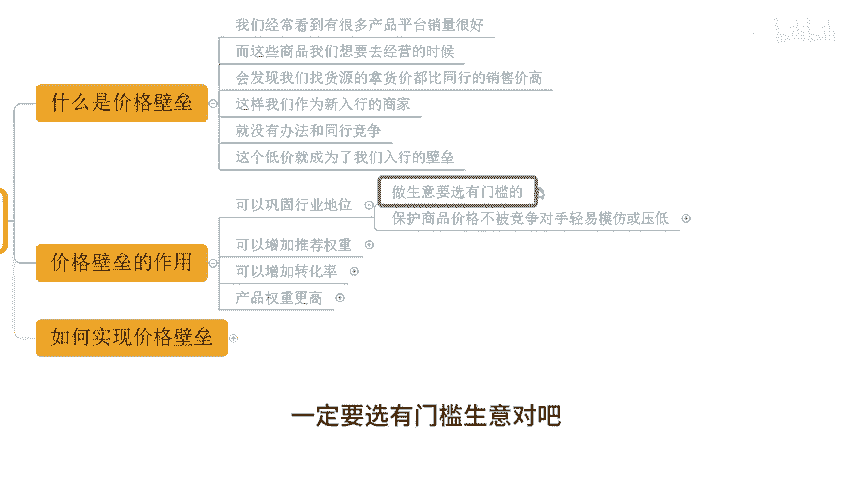 我们经常看到有很多产品平台销量很好
而这些商品我们想要去经营的时候
会发现我们找货源的拿货价都比同行的销售价高
什么是价格壁垒
这样我们作为新入行的商家
就没有办法和同行竞争
这个低价就成为了我们入行的壁垒
做生意要选有门槛的
可以巩固行业地位
保护商品价格不被竞争对手轻易模仿或压低
可以增加推荐权重
价格壁垒的作用
可以增加转化率
产品权重更高
如何实现价格壁垒
一定要选有门槛生意对吧